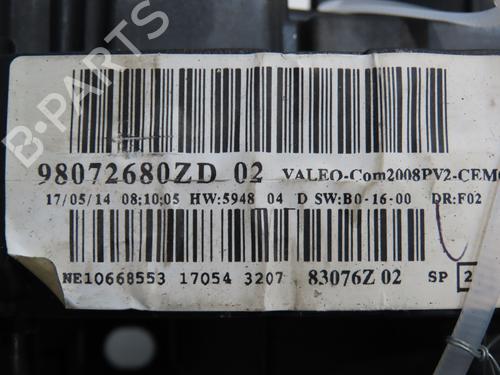 B-PARTS
98072680ZD 02 VALEO-Com2008PV2-CEM
17/05/14 08:10:05 HW:5948 04 D SW:B0-16-00 DR:F02
NE10668553 17054 3207 83076Z 02 SP 2